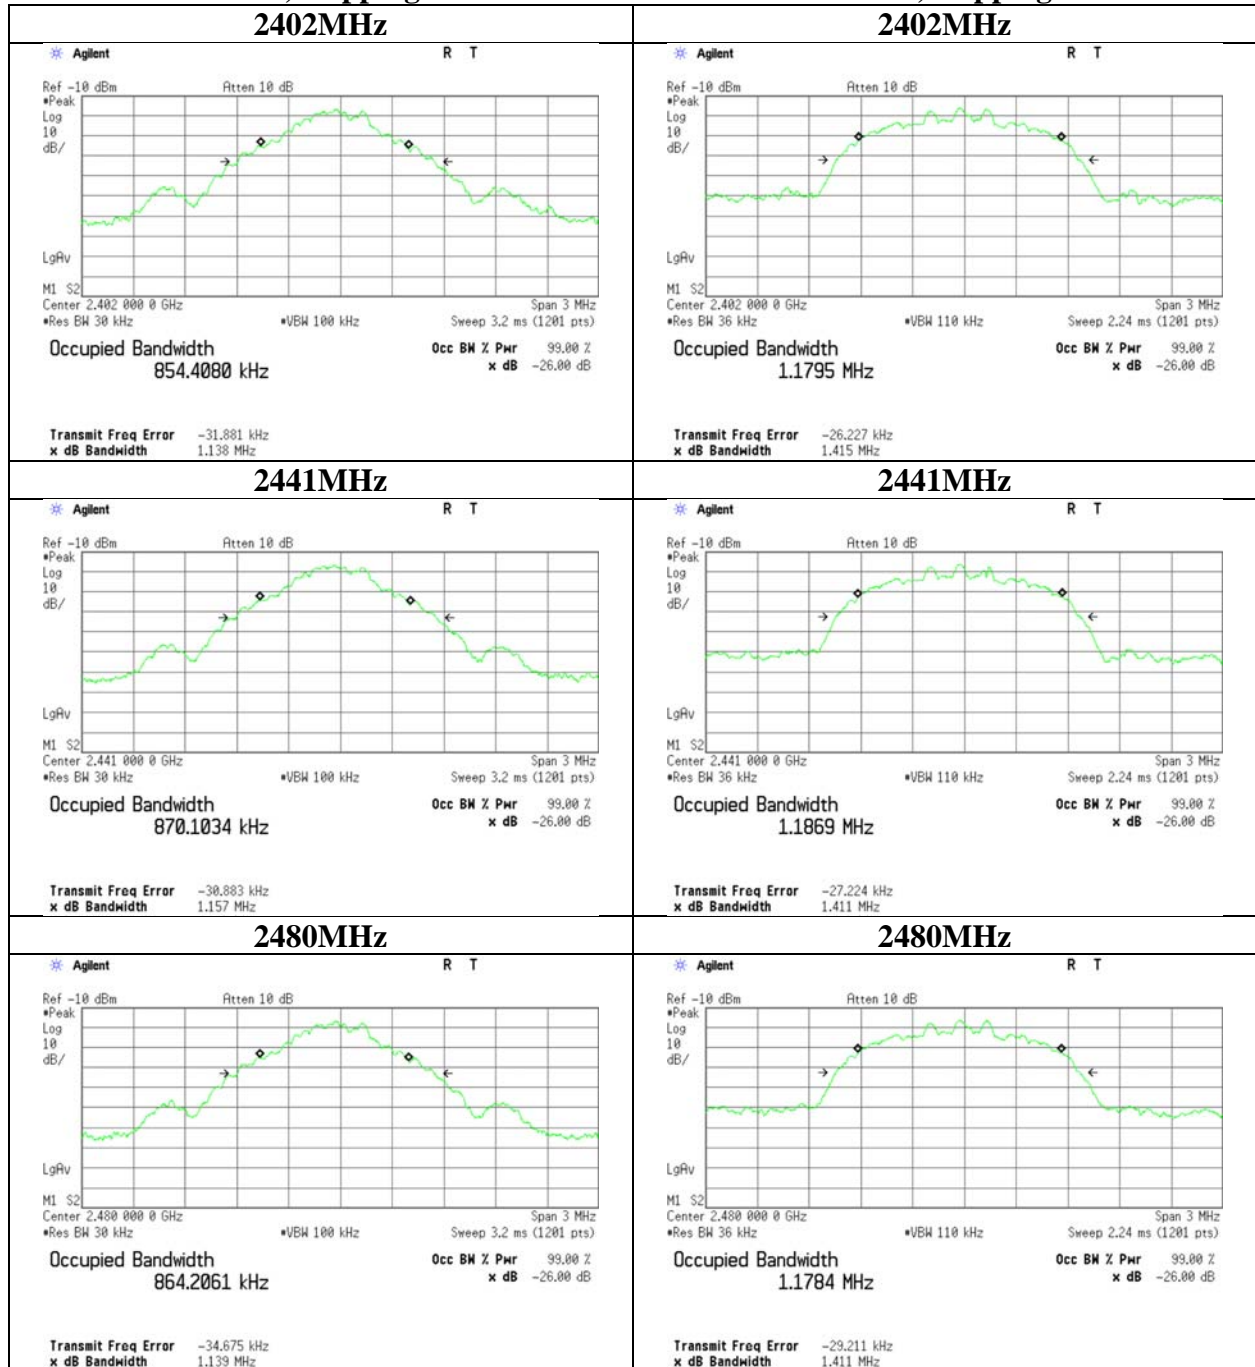 2402MHz 2402MHz
Agilent R T
Ref -10 dBm Atten 10 dB
*Peak
Log
10
dB/
LgAv
M1 S2
Center 2.402 000 0 GHz Span 3 MHz
*Res BW 30 kHz *VBW 100 kHz Sweep 3.2 ms (1201 pts)
Occupied Bandwidth Occ BW % Pwr 99.00 %
854.4080 kHz x dB -26.00 dB
Transmit Freq Error -31.881 kHz
x dB Bandwidth 1.138 MHz
Agilent R T
Ref -10 dBm Atten 10 dB
*Peak
Log
10
dB/
LgAv
M1 S2
Center 2.402 000 0 GHz Span 3 MHz
*Res BW 36 kHz *VBW 110 kHz Sweep 2.24 ms (1201 pts)
Occupied Bandwidth Occ BW % Pwr 99.00 %
1.1795 MHz x dB -26.00 dB
Transmit Freq Error -26.227 kHz
x dB Bandwidth 1.415 MHz
2441MHz 2441MHz
Agilent R T
Ref -10 dBm Atten 10 dB
*Peak
Log
10
dB/
LgAv
M1 S2
Center 2.441 000 0 GHz Span 3 MHz
*Res BW 30 kHz *VBW 100 kHz Sweep 3.2 ms (1201 pts)
Occupied Bandwidth Occ BW % Pwr 99.00 %
870.1034 kHz x dB -26.00 dB
Transmit Freq Error -30.883 kHz
x dB Bandwidth 1.157 MHz
Agilent R T
Ref -10 dBm Atten 10 dB
*Peak
Log
10
dB/
LgAv
M1 S2
Center 2.441 000 0 GHz Span 3 MHz
*Res BW 36 kHz *VBW 110 kHz Sweep 2.24 ms (1201 pts)
Occupied Bandwidth Occ BW % Pwr 99.00 %
1.1869 MHz x dB -26.00 dB
Transmit Freq Error -27.224 kHz
x dB Bandwidth 1.411 MHz
2480MHz 2480MHz
Agilent R T
Ref -10 dBm Atten 10 dB
*Peak
Log
10
dB/
LgAv
M1 S2
Center 2.480 000 0 GHz Span 3 MHz
*Res BW 30 kHz *VBW 100 kHz Sweep 3.2 ms (1201 pts)
Occupied Bandwidth Occ BW % Pwr 99.00 %
864.2061 kHz x dB -26.00 dB
Transmit Freq Error -34.675 kHz
x dB Bandwidth 1.139 MHz
Agilent R T
Ref -10 dBm Atten 10 dB
*Peak
Log
10
dB/
LgAv
M1 S2
Center 2.480 000 0 GHz Span 3 MHz
*Res BW 36 kHz *VBW 110 kHz Sweep 2.24 ms (1201 pts)
Occupied Bandwidth Occ BW % Pwr 99.00 %
1.1784 MHz x dB -26.00 dB
Transmit Freq Error -29.211 kHz
x dB Bandwidth 1.411 MHz